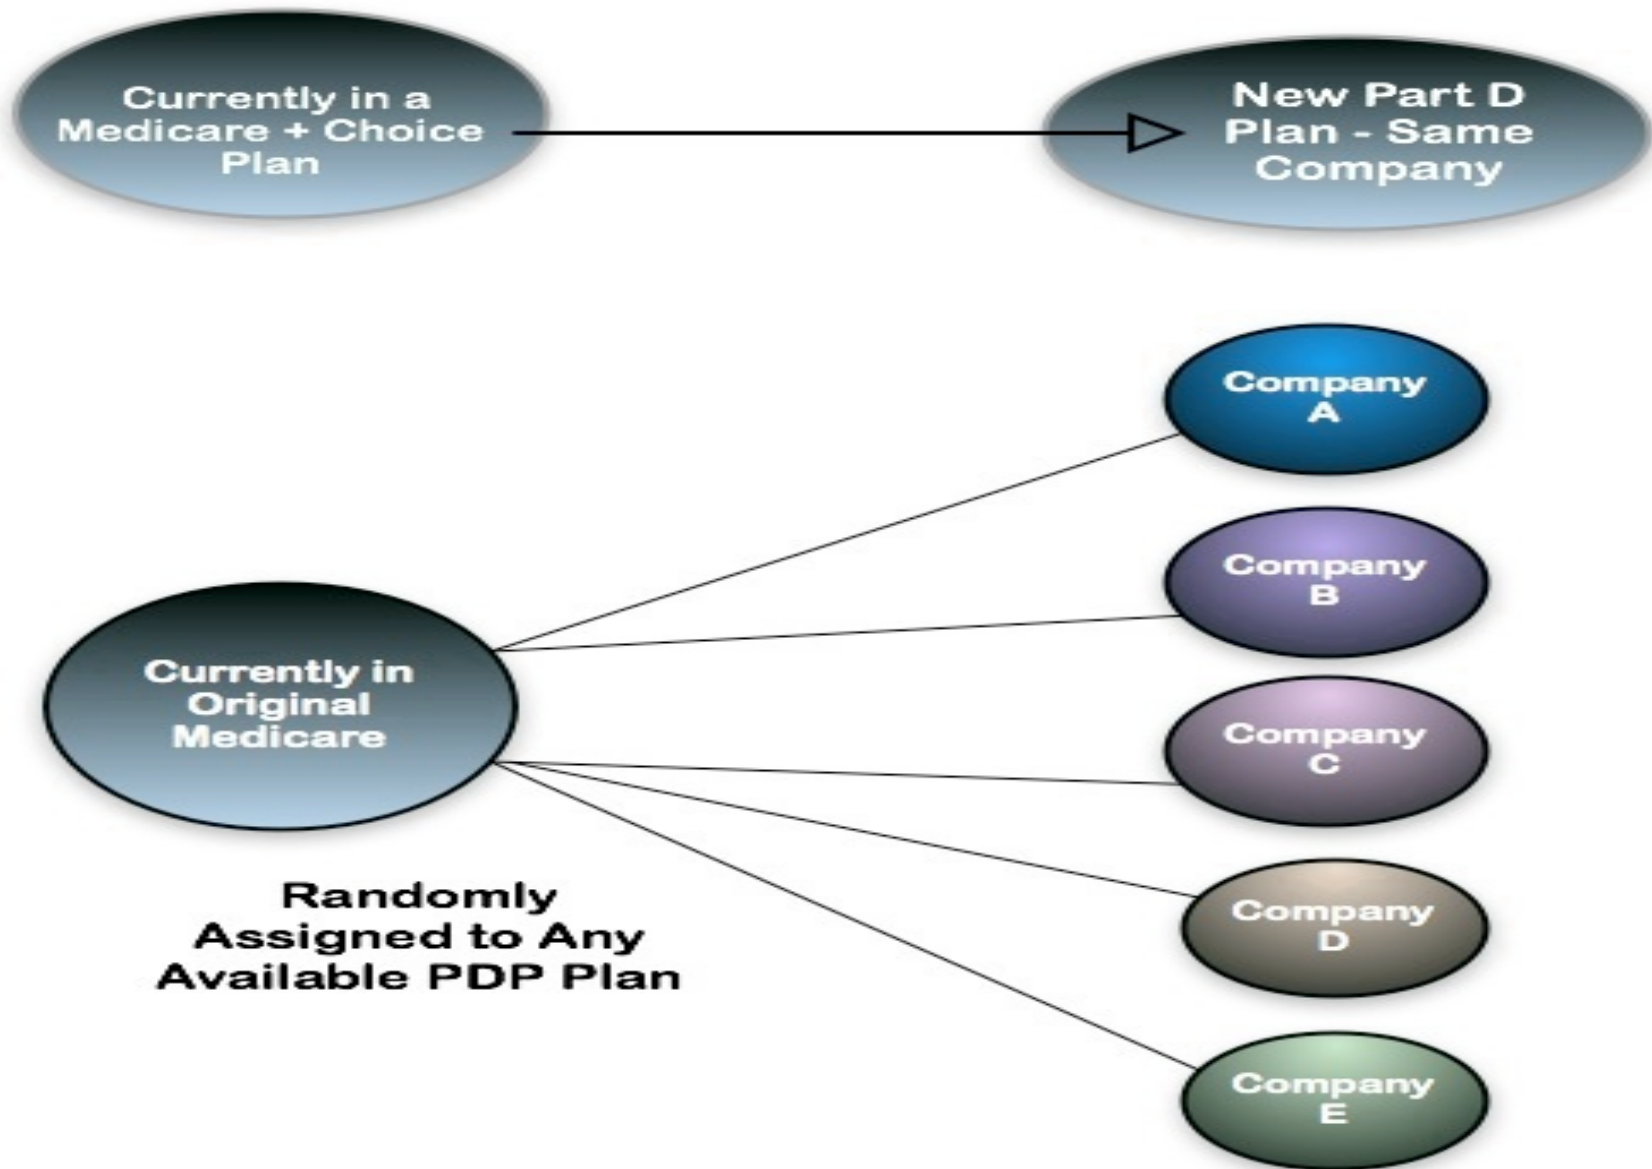 Currently in a
Medicare + Choice
Plan
New Part D
Plan - Same
Company
Company
A
Company
B
Currently in
Original
Medicare
Company
C
Randomly
Assigned to Any
Available PDP Plan
Company
D
Company
E